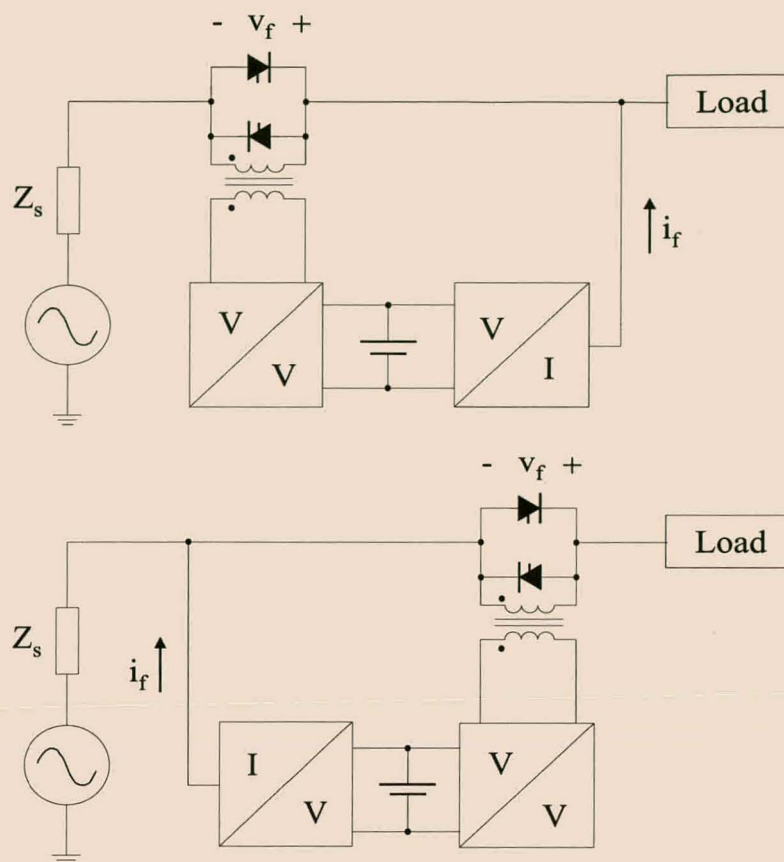 - v_f +
Load
Z_s
i_f
V
V
V
I
- v_f +
Load
Z_s
i_f
I
V
V
V